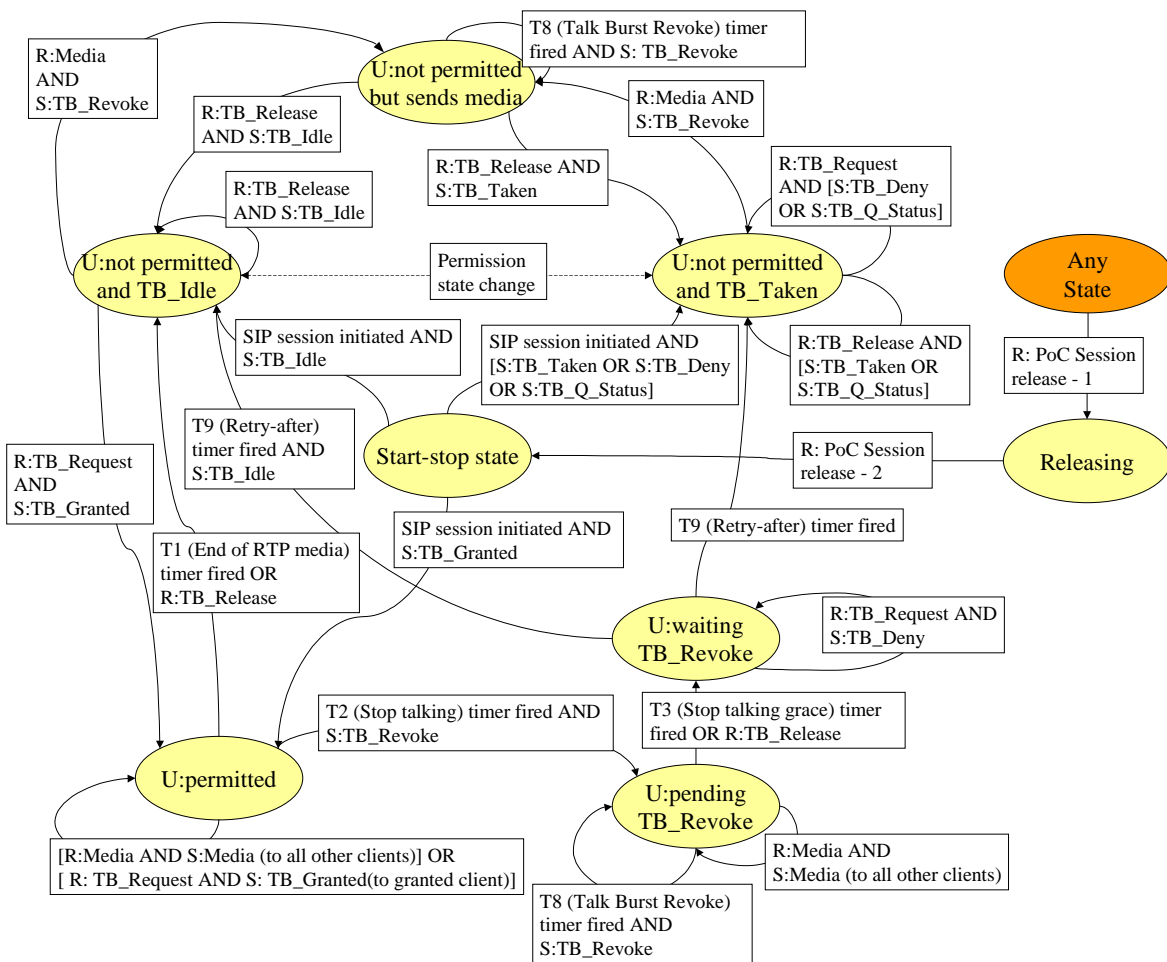 T8 (Talk Burst Revoke) timer
fired AND S: TB_Revoke
R:Media
AND
S:TB_Revoke
U:not permitted
but sends media
R:Media AND
S:TB_Revoke
R:TB_Release
AND S:TB_Idle
R:TB_Release AND
S:TB_Taken
R:TB_Request
AND [S:TB_Deny
OR S:TB_Q_Status]
R:TB_Release
AND S:TB_Idle
U:not permitted
and TB_Idle
Permission
state change
U:not permitted
and TB_Taken
Any
State
SIP session initiated AND
S:TB_Idle
SIP session initiated AND
[S:TB_Taken OR S:TB_Deny
OR S:TB_Q_Status]
R:TB_Release AND
[S:TB_Taken OR
S:TB_Q_Status]
R: PoC Session
release - 1
T9 (Retry-after)
timer fired AND
S:TB_Idle
Start-stop state
R: PoC Session
release - 2
Releasing
R:TB_Request
AND
S:TB_Granted
SIP session initiated AND
S:TB_Granted
T9 (Retry-after) timer fired
T1 (End of RTP media)
timer fired OR
R:TB_Release
U:waiting
TB_Revoke
R:TB_Request AND
S:TB_Deny
T2 (Stop talking) timer fired AND
S:TB_Revoke
T3 (Stop talking grace) timer
fired OR R:TB_Release
U:permitted
U:pending
TB_Revoke
[R:Media AND S:Media (to all other clients)] OR
[ R: TB_Request AND S: TB_Granted(to granted client)]
R:Media AND
S:Media (to all other clients)
T8 (Talk Burst Revoke)
timer fired AND
S:TB_Revoke